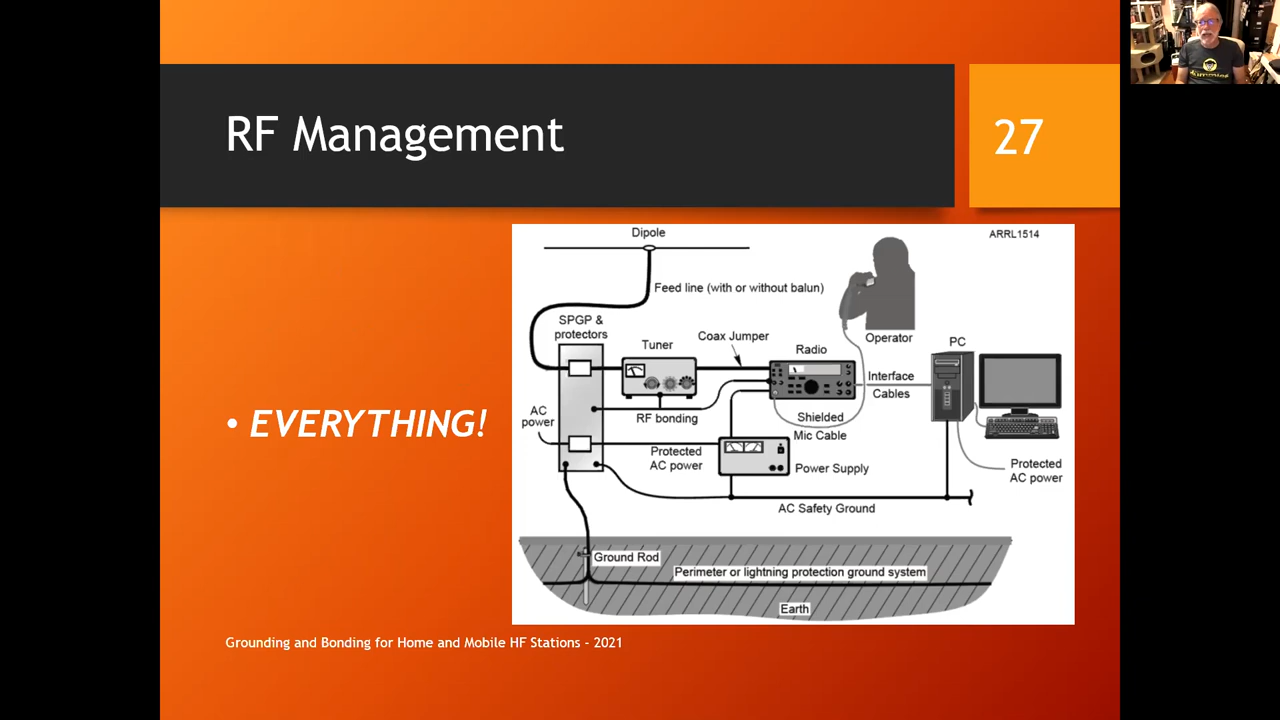 RF Management
27
• EVERYTHING!
Dipole
ARRL1514
Feed line (with or without balun)
SPGP &
protectors
Tuner
Coax Jumper
Radio
Operator
PC
Interface
Cables
AC
power
RF bonding
Shielded
Mic Cable
Protected
AC power
Power Supply
Protected
AC power
AC Safety Ground
Ground Rod
Perimeter or lightning protection ground system
Earth
Grounding and Bonding for Home and Mobile HF Stations - 2021
dummies